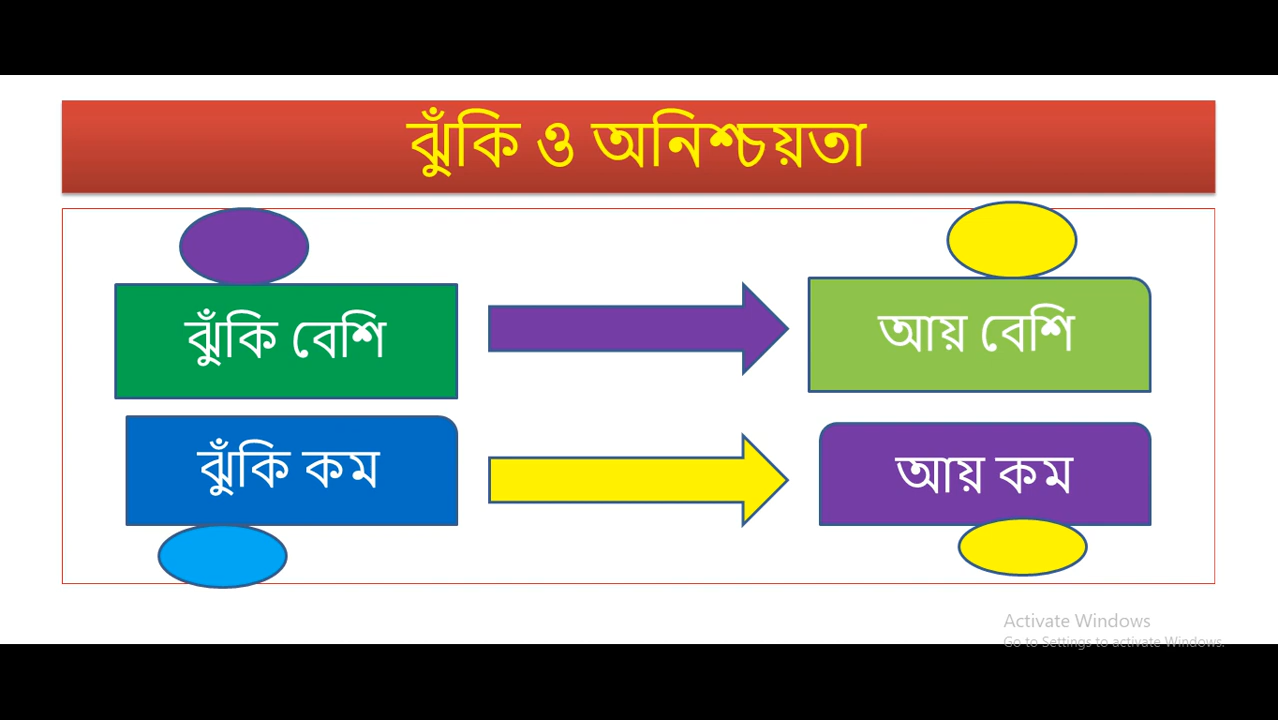 ঝুঁকি ও অনিশ্চয়তা
ঝুঁকি বেশি
আয় বেশি
ঝুঁকি কম
আয় কম
Activate Windows
Go to Settings to activate Windows.